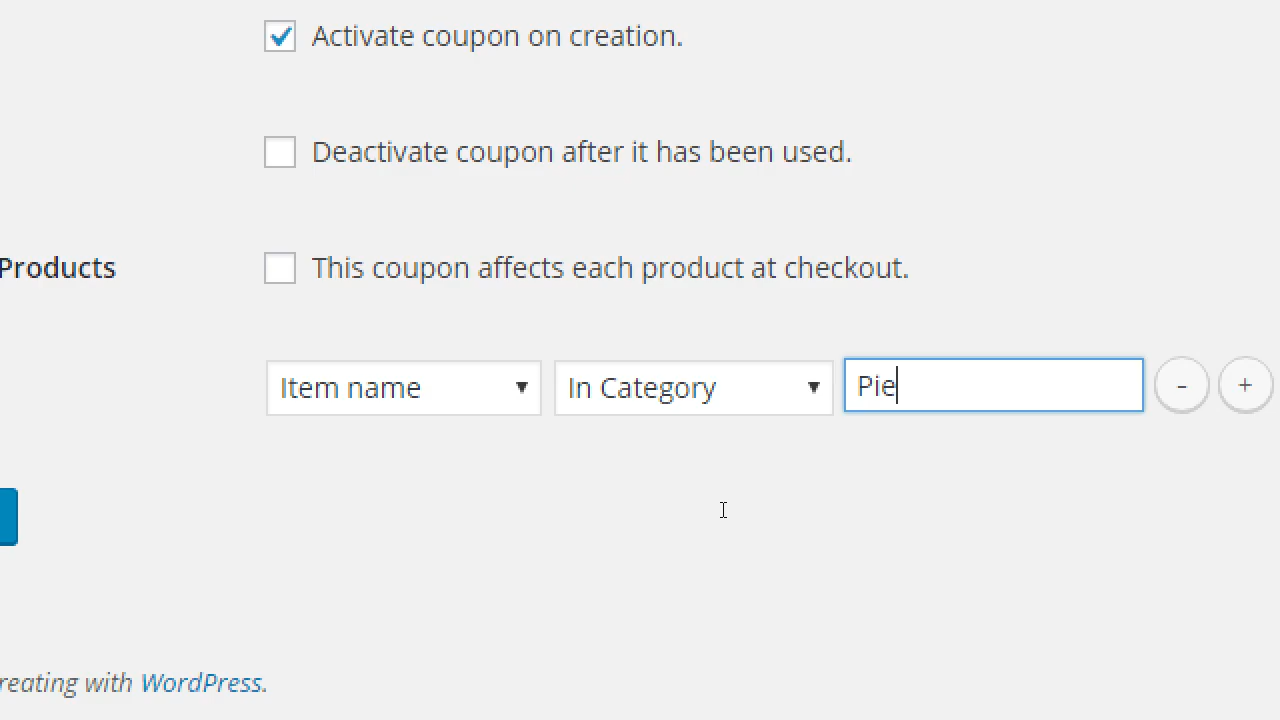 Activate coupon on creation.
Deactivate coupon after it has been used.
Products This coupon affects each product at checkout.
Item name In Category Pie - +
reating with WordPress.